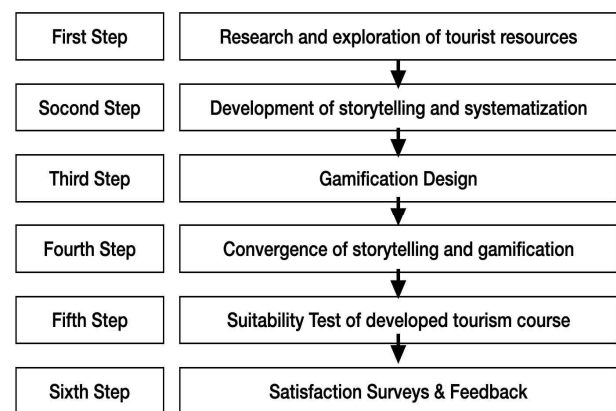 First Step
Research and exploration of tourist resources
Socond Step
Development of storytelling and systematization
Third Step
Gamification Design
Fourth Step
Convergence of storytelling and gamification
Fifth Step
Suitability Test of developed tourism course
Sixth Step
Satisfaction Surveys & Feedback